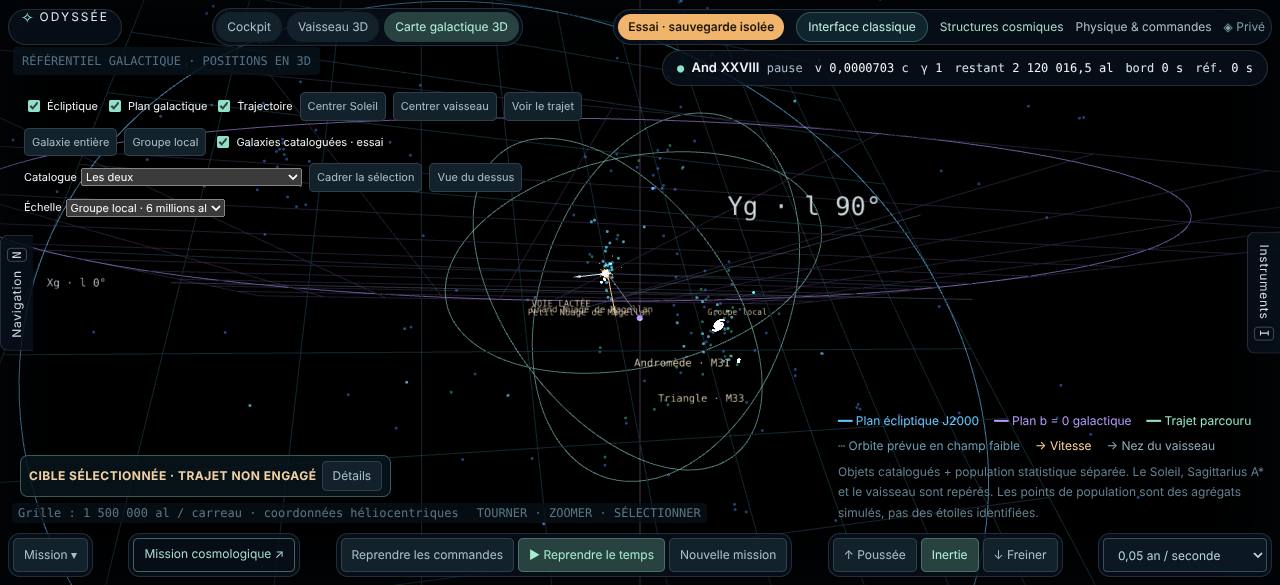 ✧ ODYSSÉE
Cockpit Vaisseau 3D Carte galactique 3D
Essai · sauvegarde isolée Interface classique Structures cosmiques Physique & commandes ◈ Privé
RÉFÉRENTIEL GALACTIQUE · POSITIONS EN 3D
And XXVIII pause v 0,0000703 c γ 1 restant 2 120 016,5 al bord 0 s réf. 0 s
Écliptique Plan galactique Trajectoire Centrer Soleil Centrer vaisseau Voir le trajet
Galaxie entière Groupe local Galaxies cataloguées · essai
Catalogue Les deux Cadrer la sélection Vue du dessus
Échelle Groupe local · 6 millions al
Yg · l 90°
Xg · l 0°
Navigation N
Instruments I
VOIE LACTÉE
Grand Nuage de Magellan
Petit Nuage de Magellan
Groupe local
Andromède · M31
Triangle · M33
Plan écliptique J2000 Plan b = 0 galactique Trajet parcouru
Orbite prévue en champ faible → Vitesse → Nez du vaisseau
Objets catalogués + population statistique séparée. Le Soleil, Sagittarius A*
et le vaisseau sont repérés. Les points de population sont des agrégats
simulés, pas des étoiles identifiées.
CIBLE SÉLECTIONNÉE · TRAJET NON ENGAGÉ Détails
Grille : 1 500 000 al / carreau · coordonnées héliocentriques TOURNER · ZOOMER · SÉLECTIONNER
Mission ▾ Mission cosmologique ↗ Reprendre les commandes ▶ Reprendre le temps Nouvelle mission ↑ Poussée Inertie ↓ Freiner 0,05 an / seconde